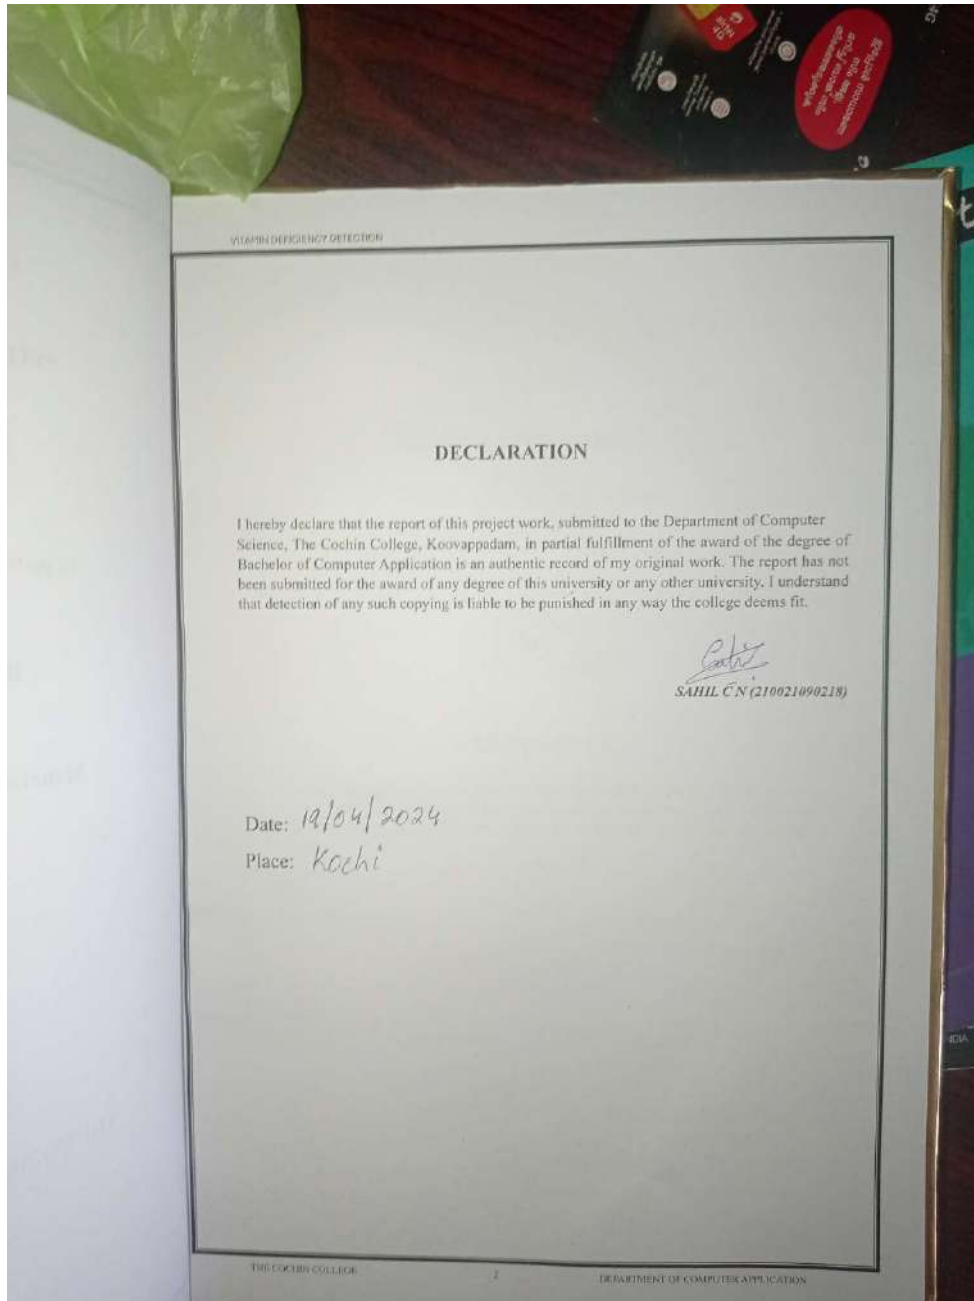 VITAMIN DEFICIENCY DETECTION
DECLARATION
I hereby declare that the report of this project work, submitted to the Department of Computer
Science, The Cochin College, Koovappadam, in partial fulfillment of the award of the degree of
Bachelor of Computer Application is an authentic record of my original work. The report has not
been submitted for the award of any degree of this university or any other university. I understand
that detection of any such copying is liable to be punished in any way the college deems fit.
SAHIL C N (210021090218)
Date: 19/04/2024
Place: Kochi
THE COCHIN COLLEGE
2
DEPARTMENT OF COMPUTER APPLICATION